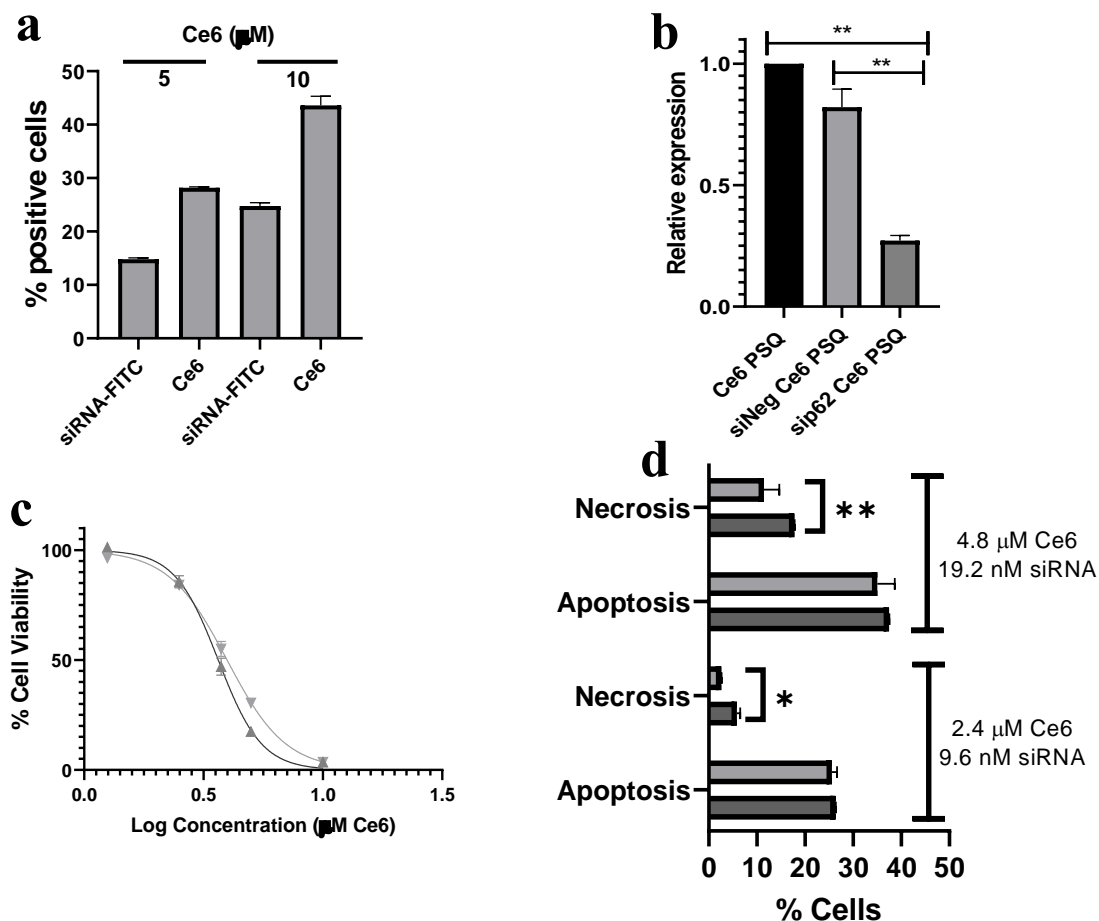 a
Ce6 (µM)
5
10
50
40
30
20
10
0
% positive cells
siRNA-FITC
Ce6
siRNA-FITC
Ce6
b
**
**
1.0
0.5
0.0
Relative expression
Ce6 PSQ
siNeg Ce6 PSQ
sip62 Ce6 PSQ
c
100
50
0
% Cell Viability
0.0 0.5 1.0 1.5
Log Concentration (µM Ce6)
d
Necrosis
**
Apoptosis
4.8 µM Ce6
19.2 nM siRNA
Necrosis
*
Apoptosis
2.4 µM Ce6
9.6 nM siRNA
0 10 20 30 40 50
% Cells